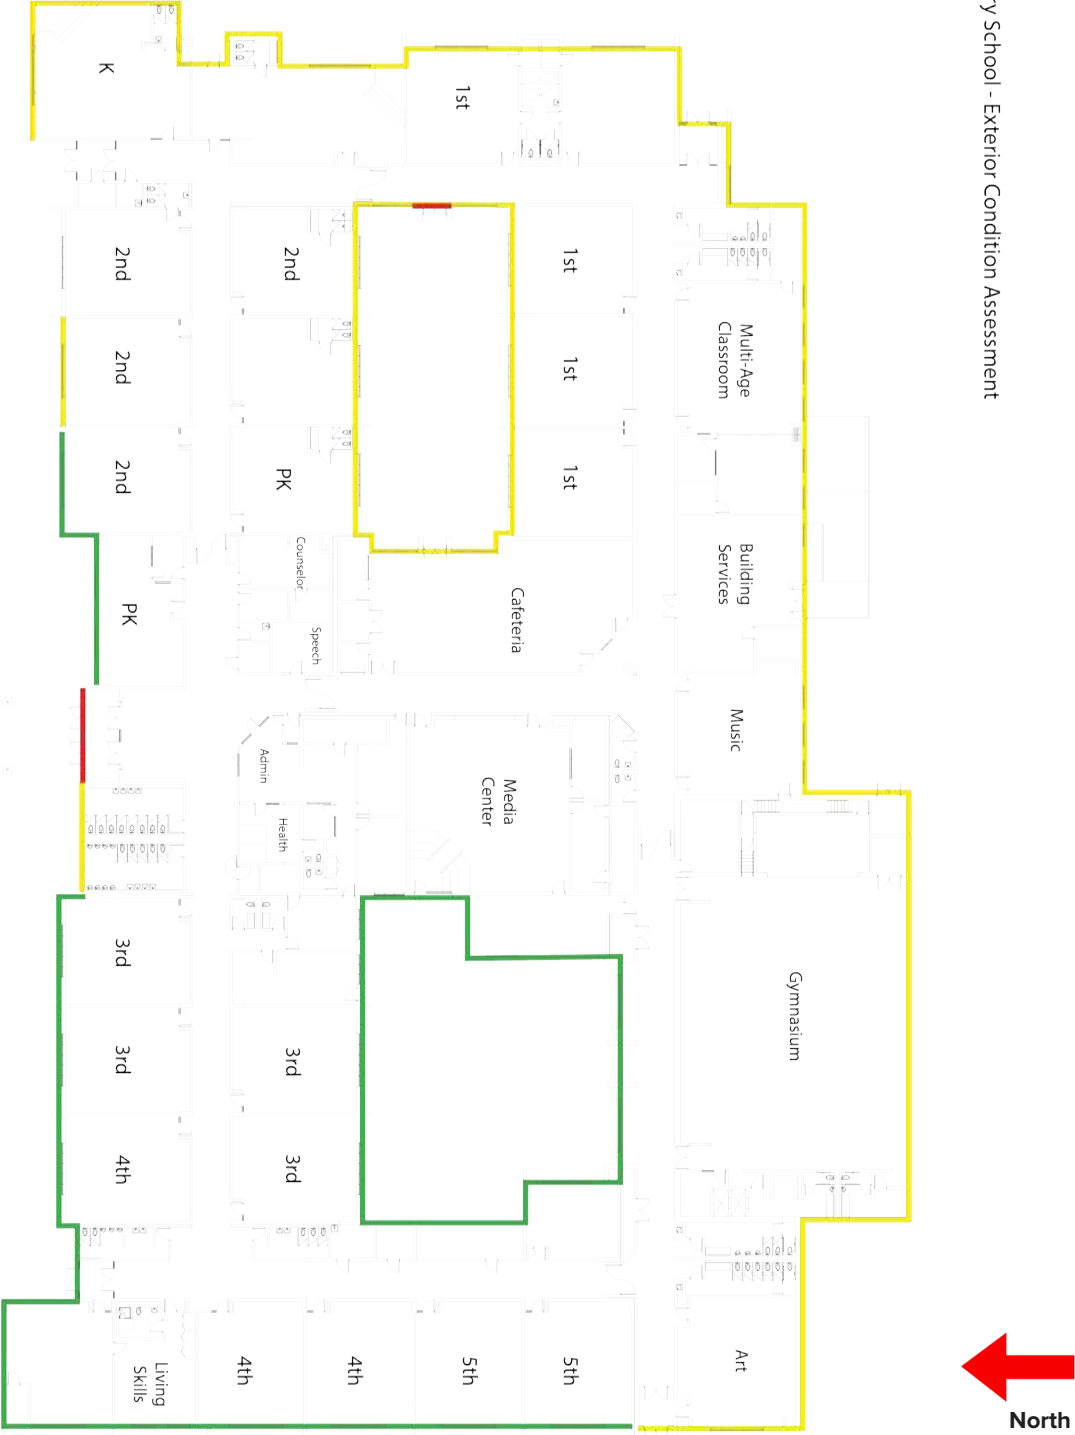 ry School - Exterior Condition Assessment
K
1st
2nd
2nd
1st
2nd
1st
Multi-Age
Classroom
2nd
PK
1st
PK
Counselor
Speech
Cafeteria
Building
Services
Admin
Health
Media
Center
Music
3rd
3rd
3rd
4th
3rd
Gymnasium
Living
Skills
4th
4th
5th
5th
Art
North